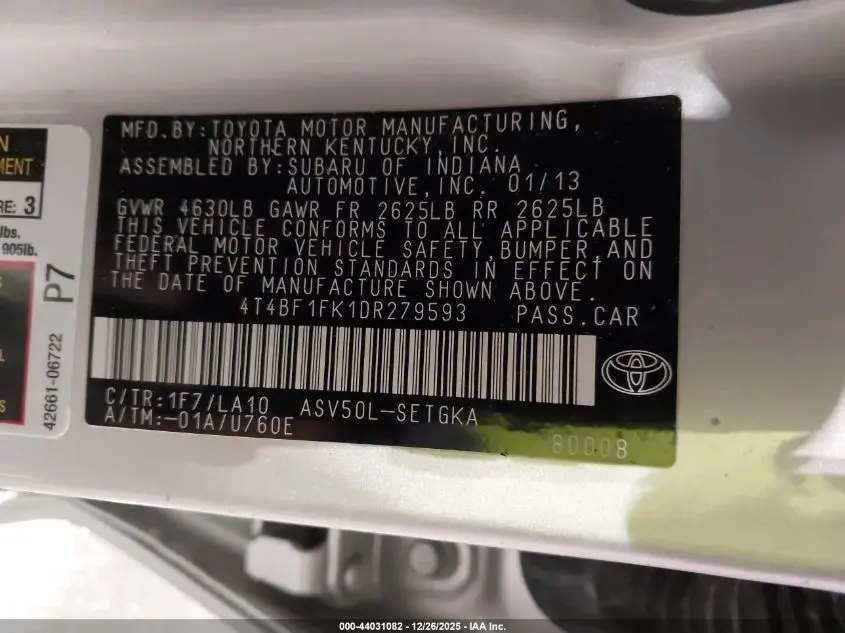 MFD.BY:TOYOTA MOTOR MANUFACTURING,
NORTHERN KENTUCKY,INC.
ASSEMBLED BY:SUBARU OF INDIANA
AUTOMOTIVE,INC. 01/13
GVWR 4630LB GAWR FR 2625LB RR 2625LB
THIS VEHICLE CONFORMS TO ALL APPLICABLE
FEDERAL MOTOR VEHICLE SAFETY,BUMPER,AND
THEFT PREVENTION STANDARDS IN EFFECT ON
THE DATE OF MANUFACTURE SHOWN ABOVE.
4T4BF1FK1DR279593 PASS.CAR
C/TR:1F7/LA10 ASV50L-SETGKA
A/TM:-01A/U760E
80008
RE: 3
lbs.
905lb.
P7
42661-06722
000-44031082 - 12/26/2025 - IAA Inc.